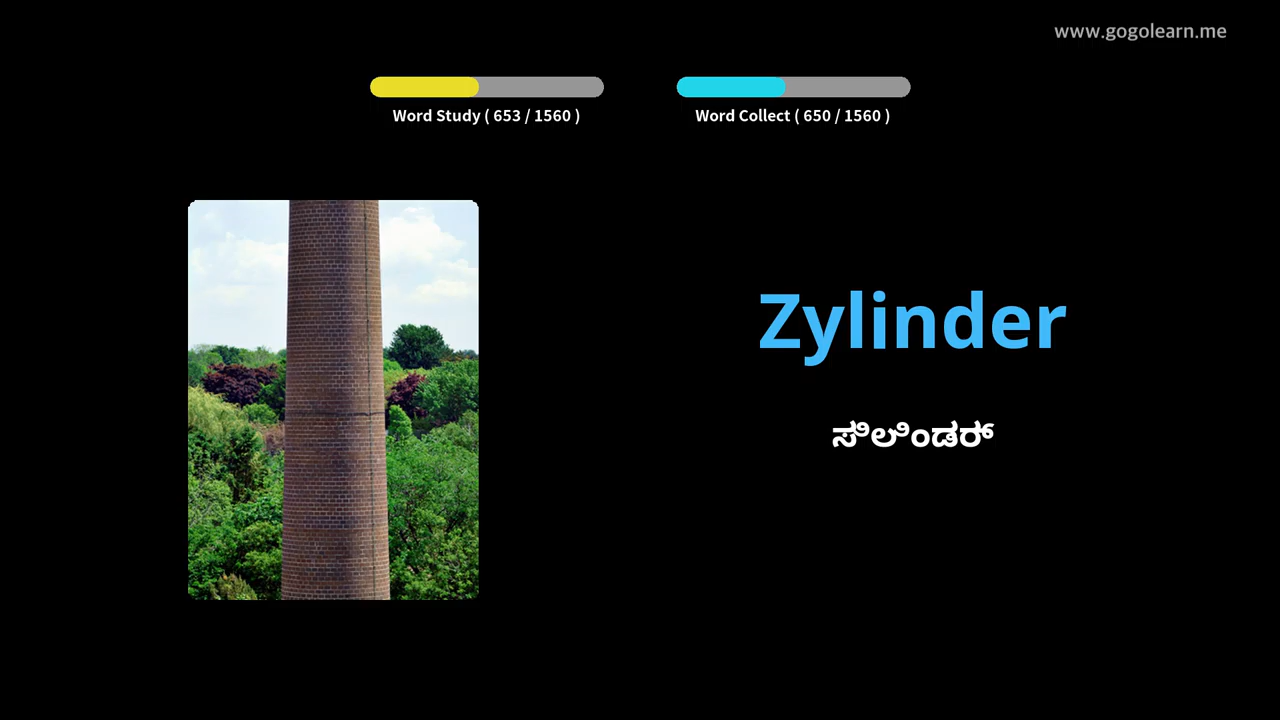 www.gogolearn.me
Word Study ( 653 / 1560 )
Word Collect ( 650 / 1560 )
Zylinder
ಸಿಲಿಂಡರ್